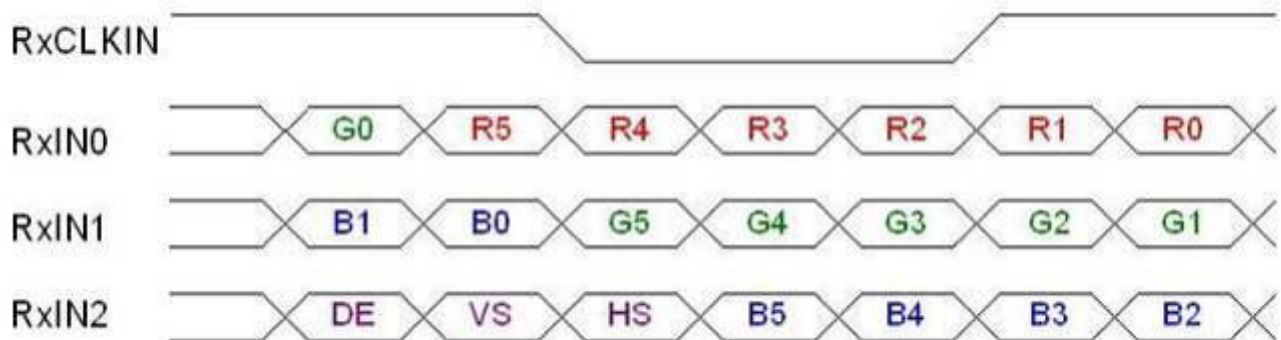 RxCLKIN
RxIN0 G0 R5 R4 R3 R2 R1 R0
RxIN1 B1 B0 G5 G4 G3 G2 G1
RxIN2 DE VS HS B5 B4 B3 B2